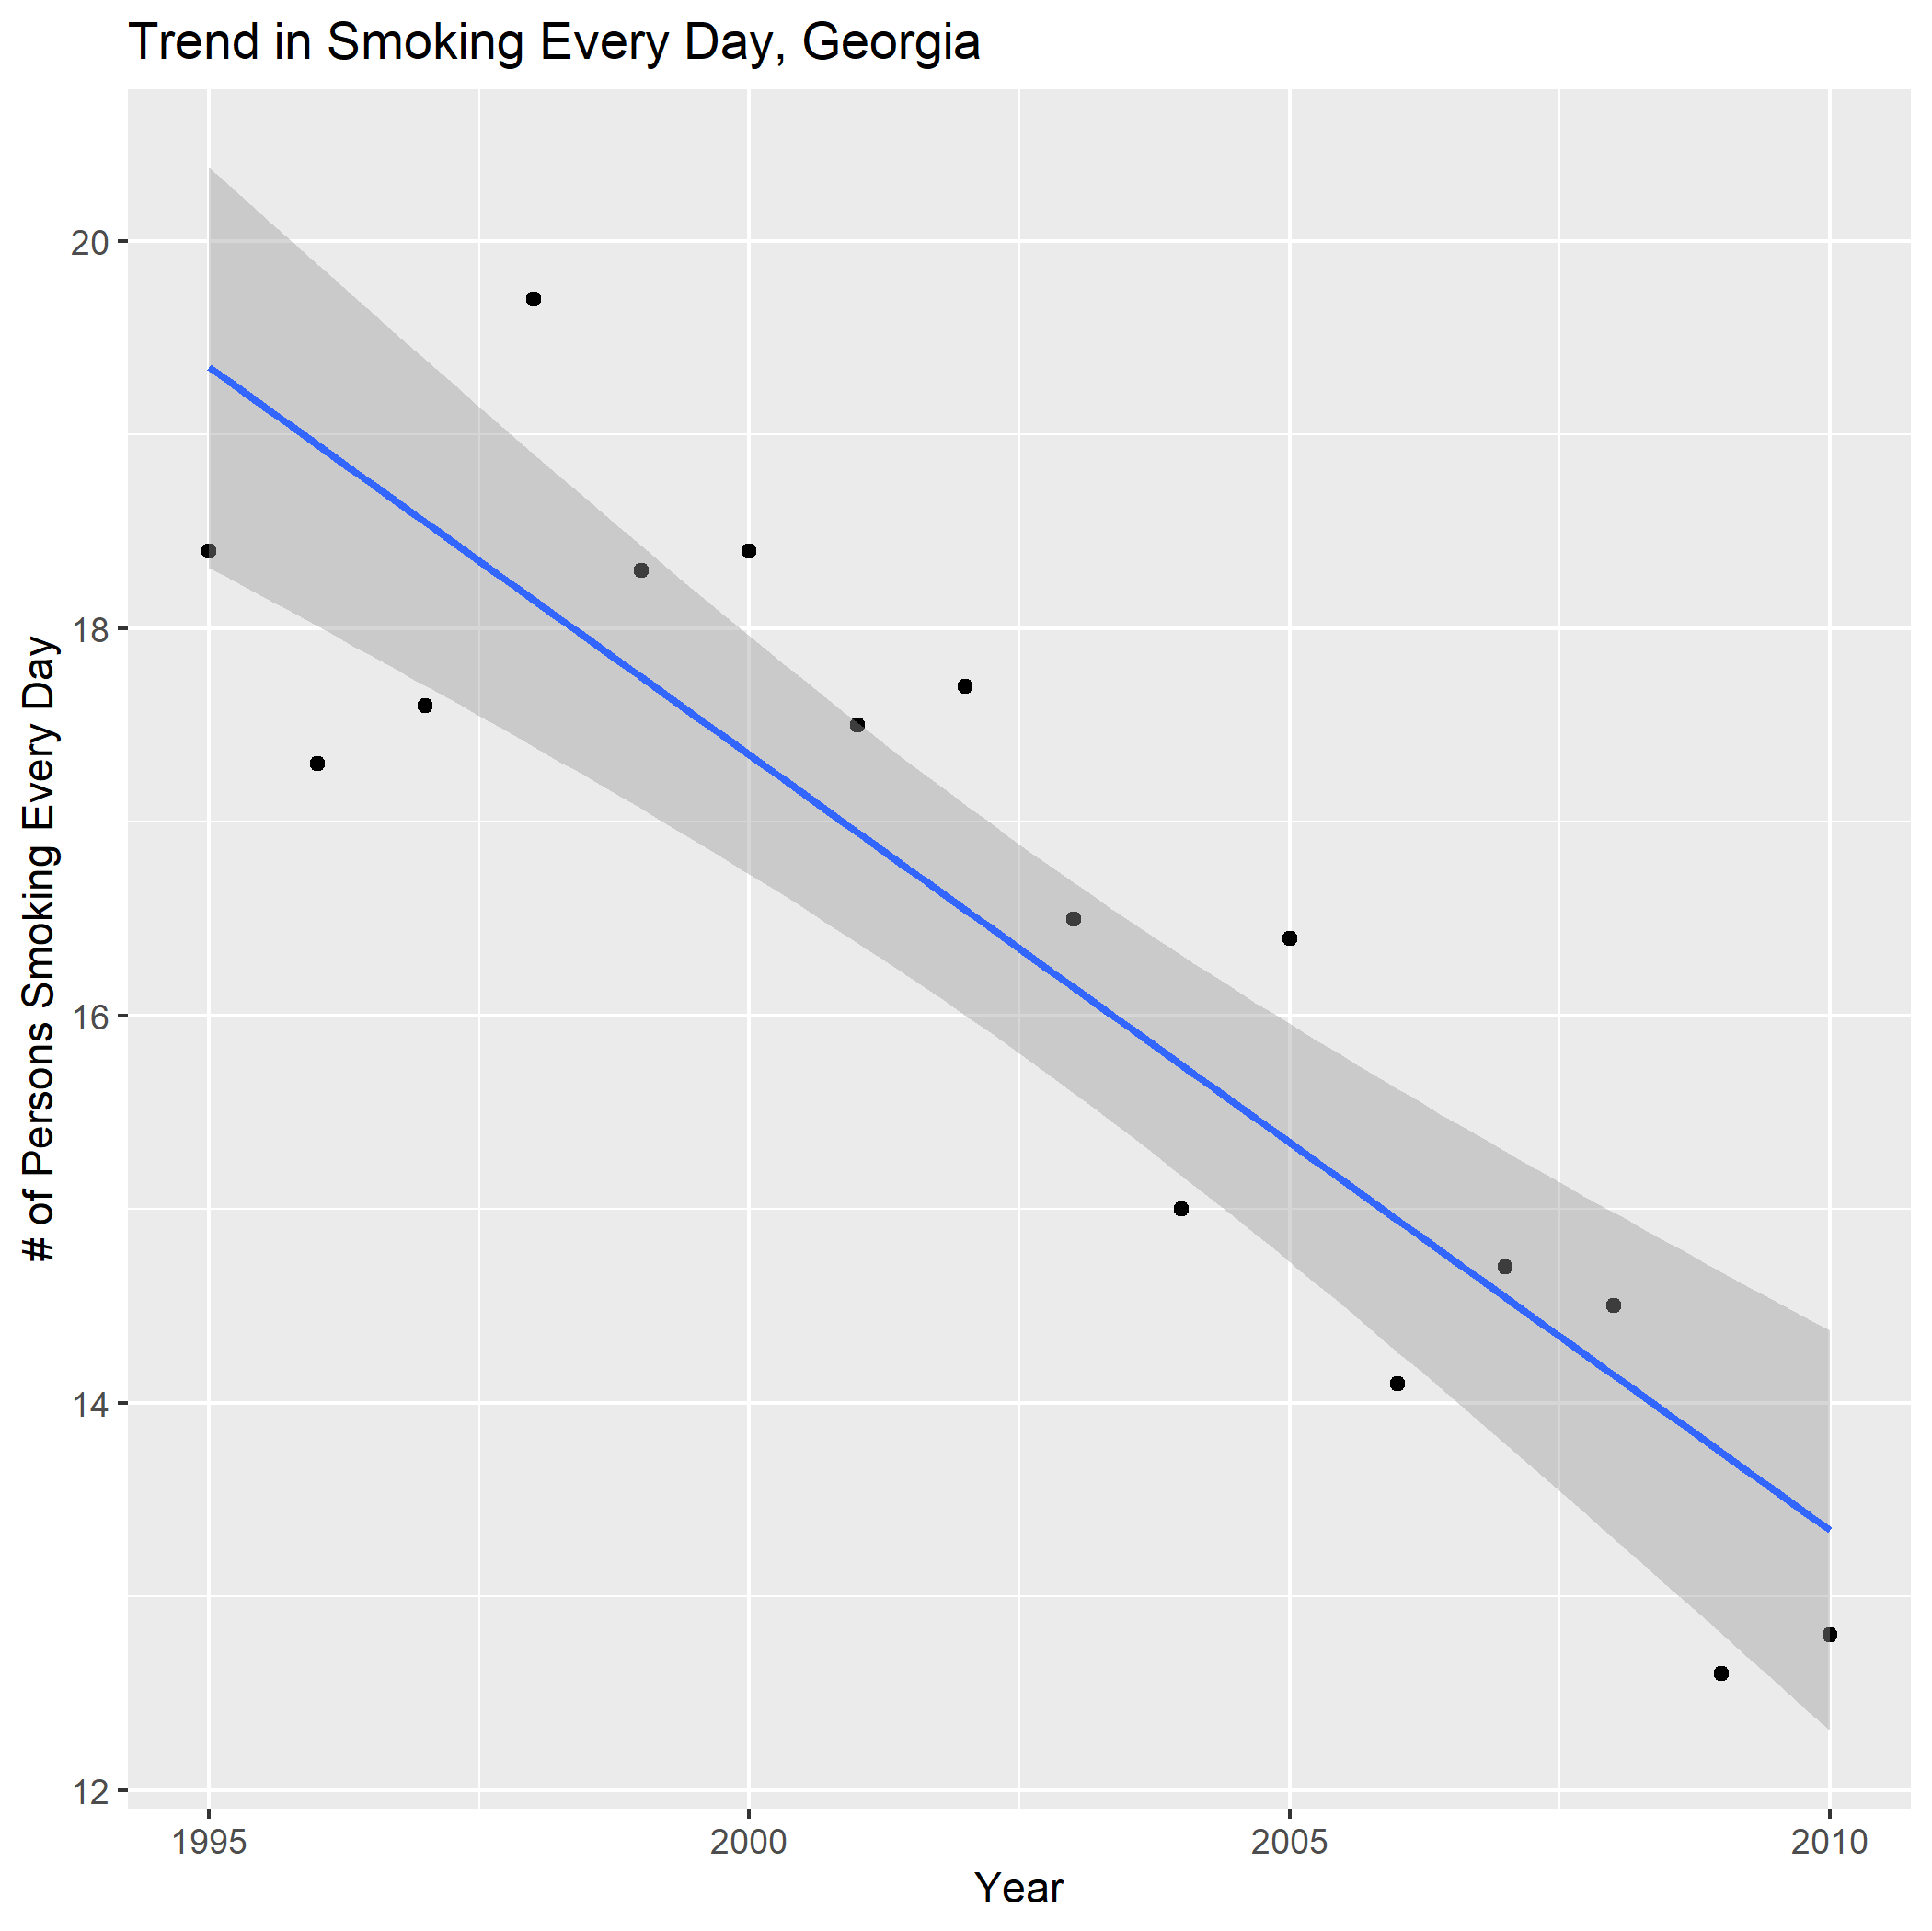 Trend in Smoking Every Day, Georgia
# of Persons Smoking Every Day
20
18
16
14
12
1995 2000 2005 2010
Year